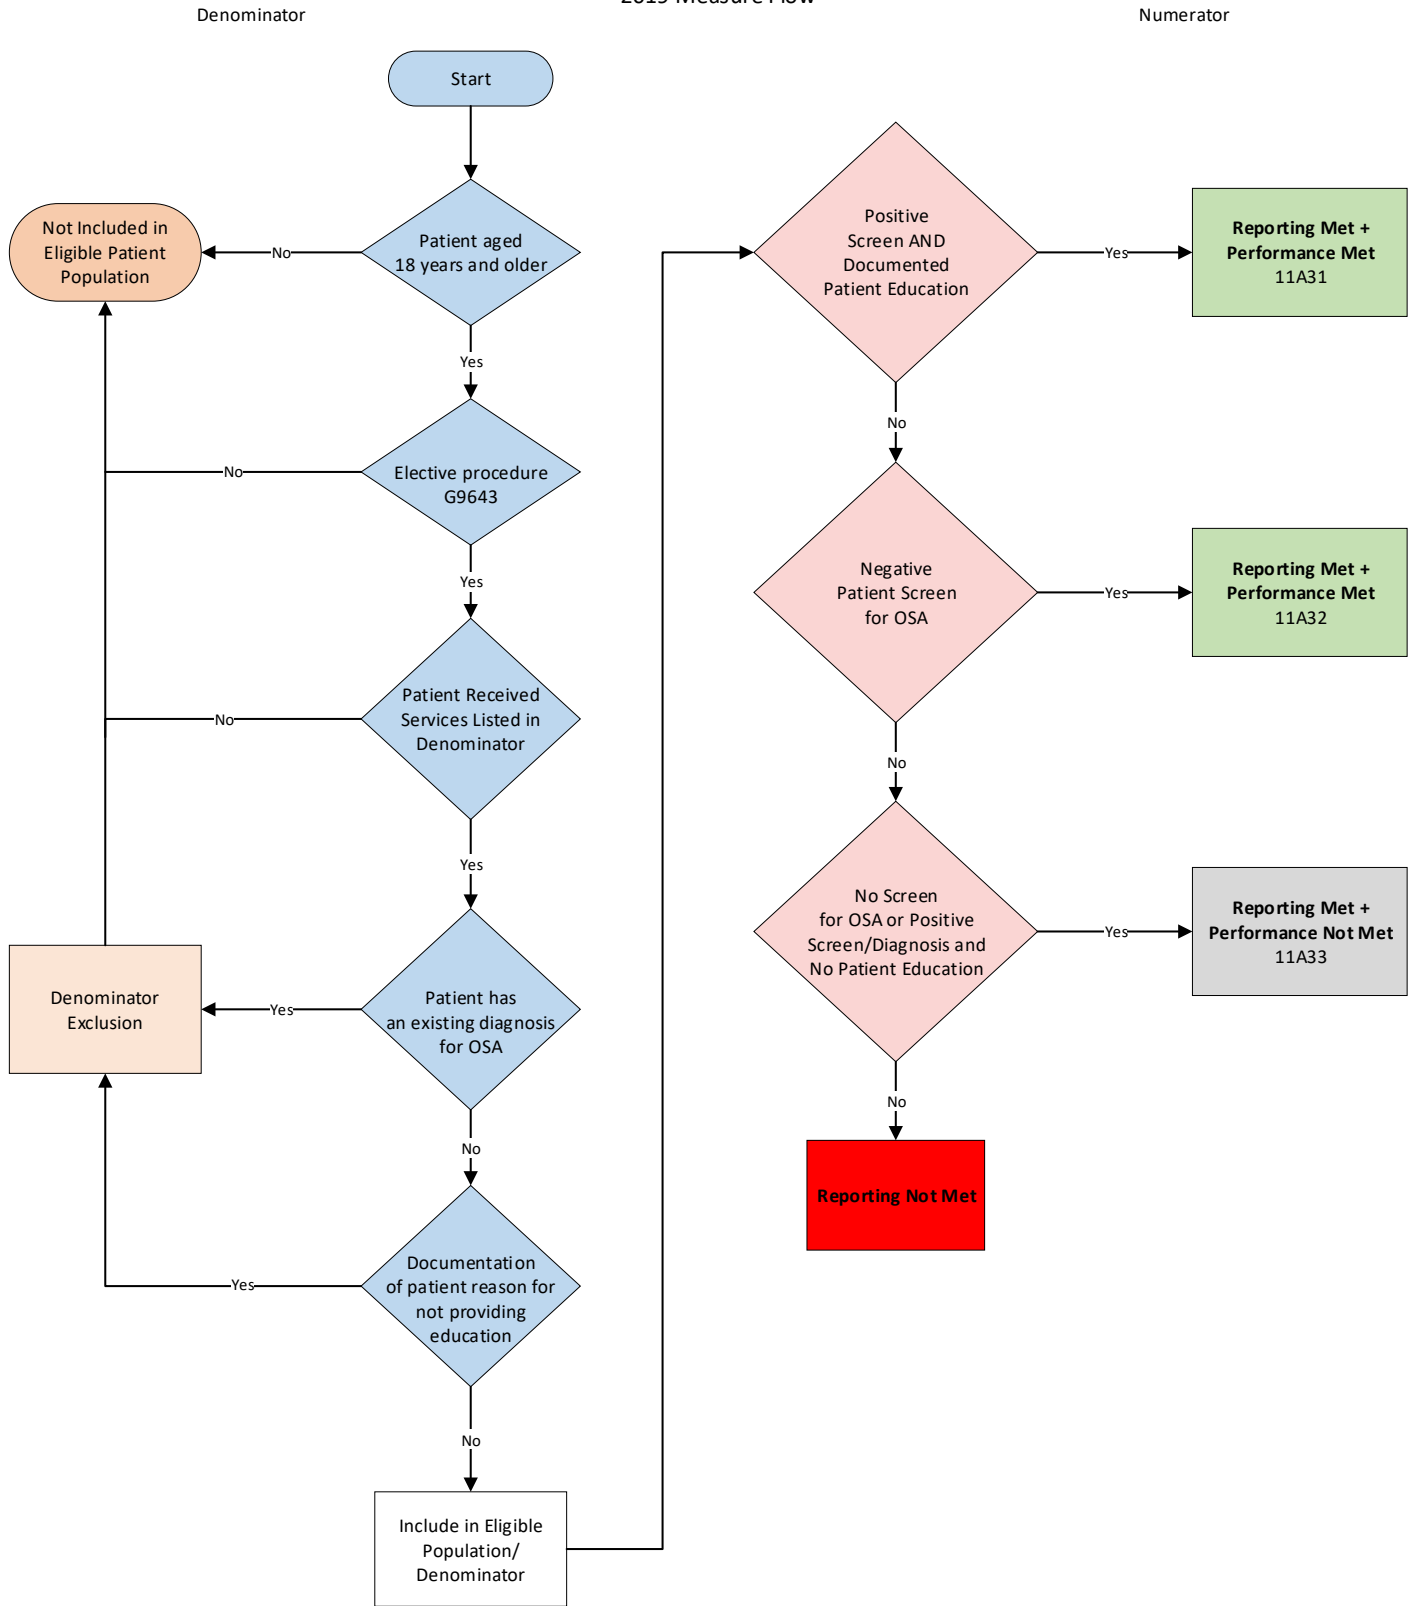 2019 Measure Flow
Denominator
Numerator
Start
Patient aged
18 years and older
No
Not Included in
Eligible Patient
Population
Yes
Elective procedure
G9643
No
Yes
Patient Received
Services Listed in
Denominator
No
Yes
Patient has
an existing diagnosis
for OSA
Yes
Denominator
Exclusion
No
Documentation
of patient reason for
not providing
education
Yes
No
Include in Eligible
Population/
Denominator
Positive
Screen AND
Documented
Patient Education
Yes
Reporting Met +
Performance Met
11A31
No
Negative
Patient Screen
for OSA
Yes
Reporting Met +
Performance Met
11A32
No
No Screen
for OSA or Positive
Screen/Diagnosis and
No Patient Education
Yes
Reporting Met +
Performance Not Met
11A33
No
Reporting Not Met